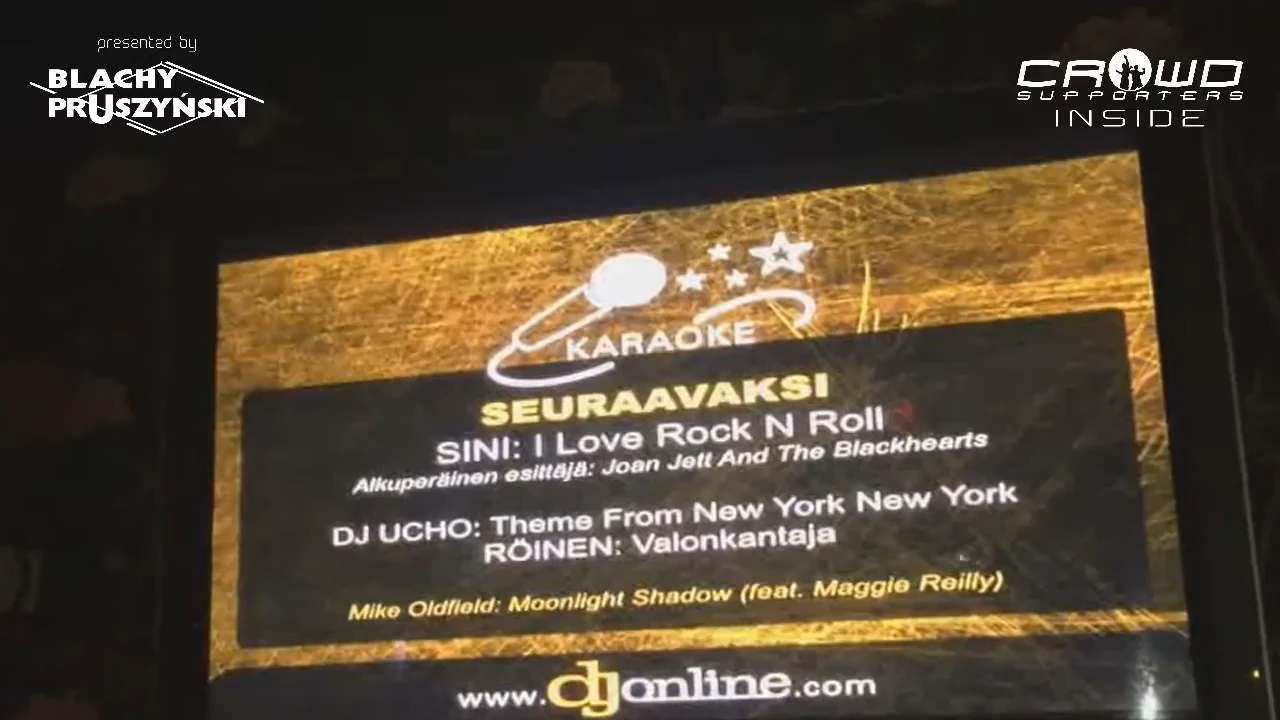 presented by
BLACHY
PRUSZYŃSKI
CROWD
SUPPORTERS
INSIDE
KARAOKE
SEURAAVAKSI
SINI: I Love Rock N Roll
Alkuperäinen esittäjä: Joan Jett And The Blackhearts
DJ UCHO: Theme From New York New York
RÖINEN: Valonkantaja
Mike Oldfield: Moonlight Shadow (feat. Maggie Reilly)
www.djonline.com